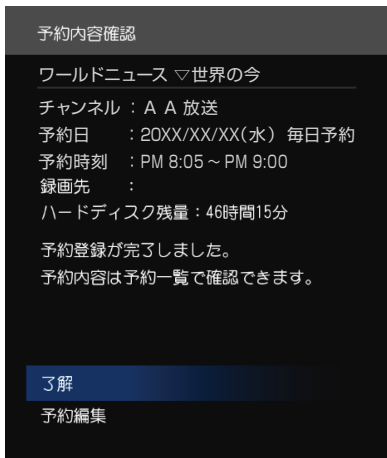 予約内容確認
ワールドニュース ▽世界の今
チャンネル：ＡＡ放送
予約日　：20XX/XX/XX(水) 毎日予約
予約時刻　：PM 8:05～PM 9:00
録画先　：
ハードディスク残量：46時間15分
予約登録が完了しました。
予約内容は予約一覧で確認できます。
了解
予約編集